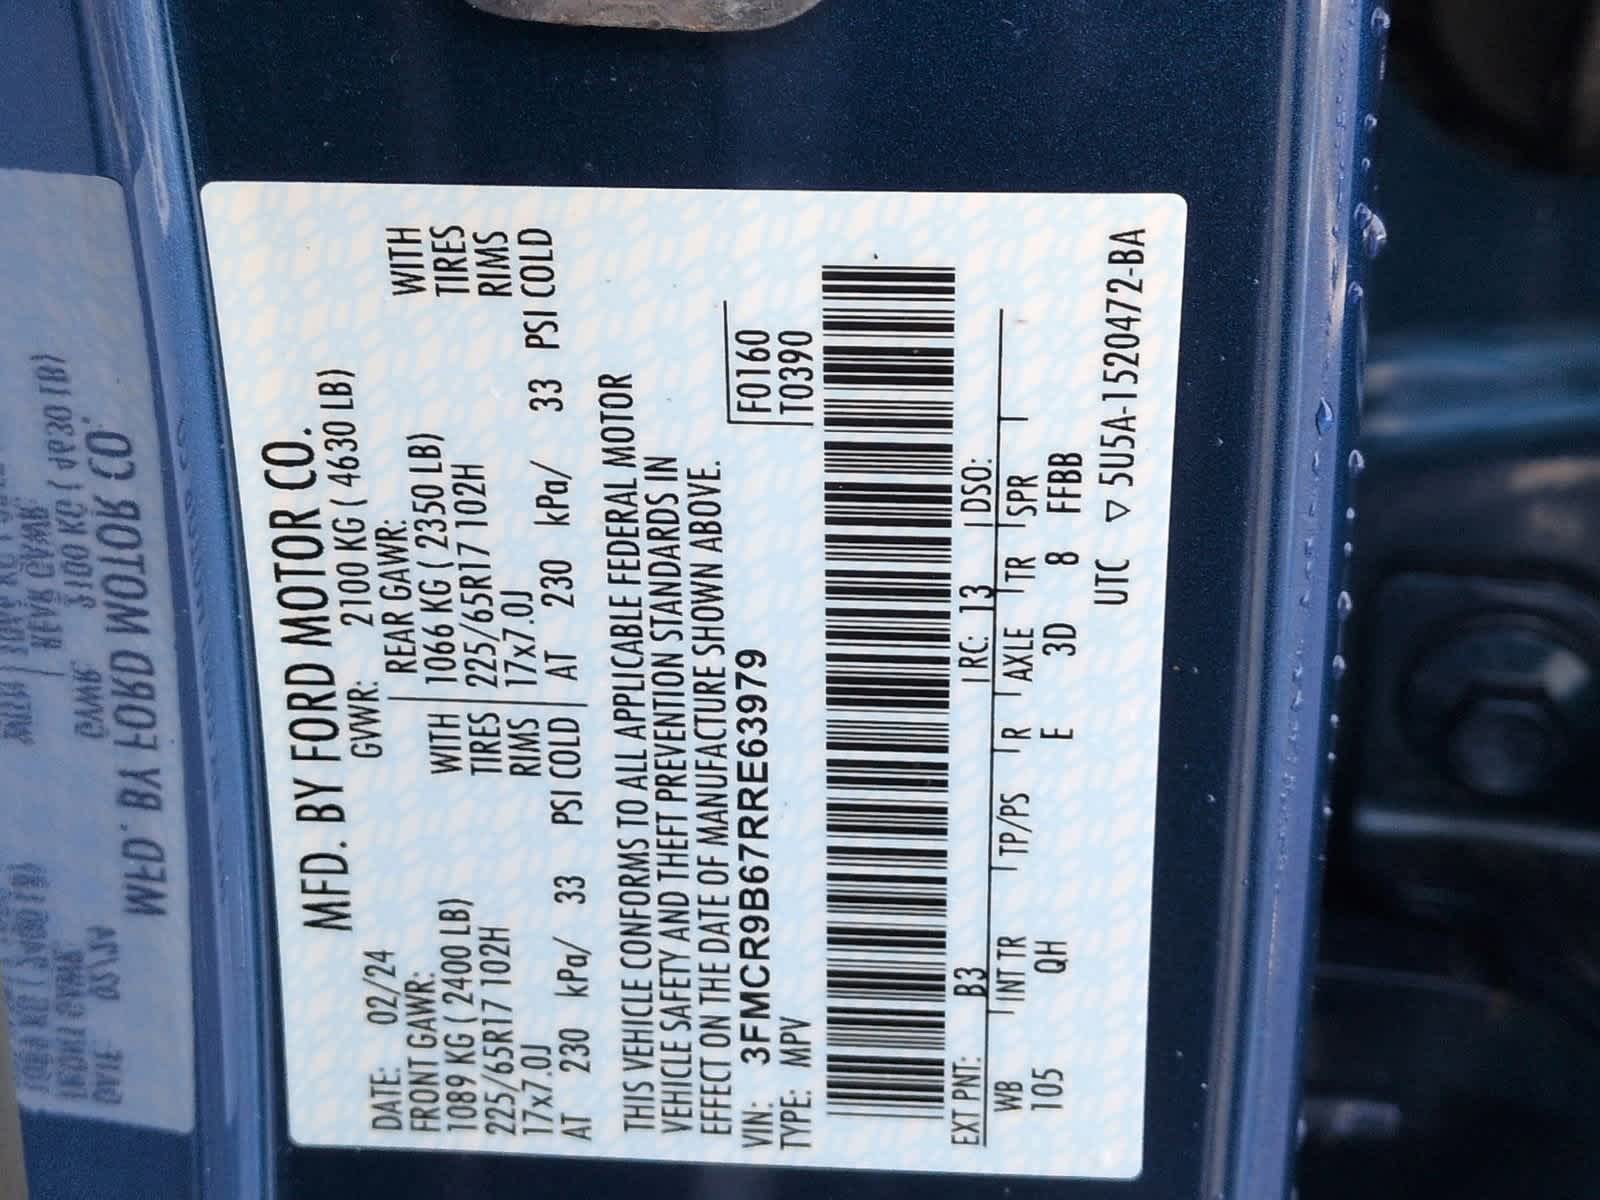 MFD. BY FORD MOTOR CO.
DATE: 02/24 GVWR: 2100 KG ( 4630 LB)
FRONT GAWR: REAR GAWR:
1089 KG ( 2400 LB) WITH 1066 KG ( 2350 LB) WITH
225/65R17 102H TIRES 225/65R17 102H TIRES
17x7.0J RIMS 17x7.0J RIMS
AT 230 kPa/ 33 PSI COLD AT 230 kPa/ 33 PSI COLD
THIS VEHICLE CONFORMS TO ALL APPLICABLE FEDERAL MOTOR
VEHICLE SAFETY AND THEFT PREVENTION STANDARDS IN
EFFECT ON THE DATE OF MANUFACTURE SHOWN ABOVE.
VIN: 3FMCR9B67RRE63979 F0160
TYPE: MPV T0390
EXT PNT: B3 RC: 13 DSO:
WB INT TR TP/PS R AXLE TR SPR
105 QH E 3D 8 FFBB
UTC ▽ 5U5A-1520472-BA